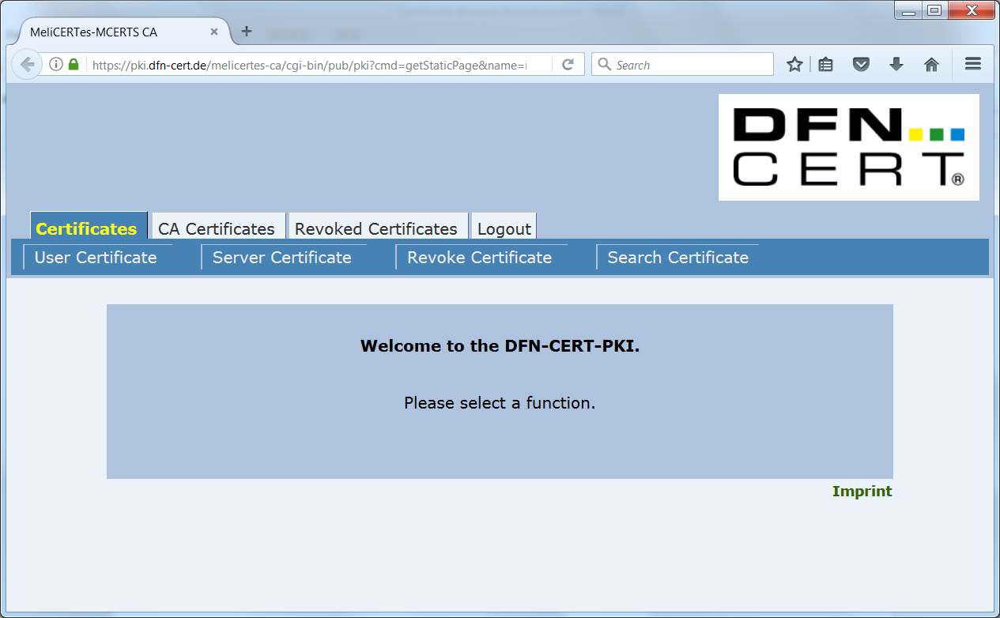 MeliCERTes-MCERTS CA
https://pki.dfn-cert.de/melicertes-ca/cgi-bin/pub/pki?cmd=getStaticPage&name=i
Search
DFN
CERT®
Certificates
CA Certificates
Revoked Certificates
Logout
User Certificate
Server Certificate
Revoke Certificate
Search Certificate
Welcome to the DFN-CERT-PKI.
Please select a function.
Imprint